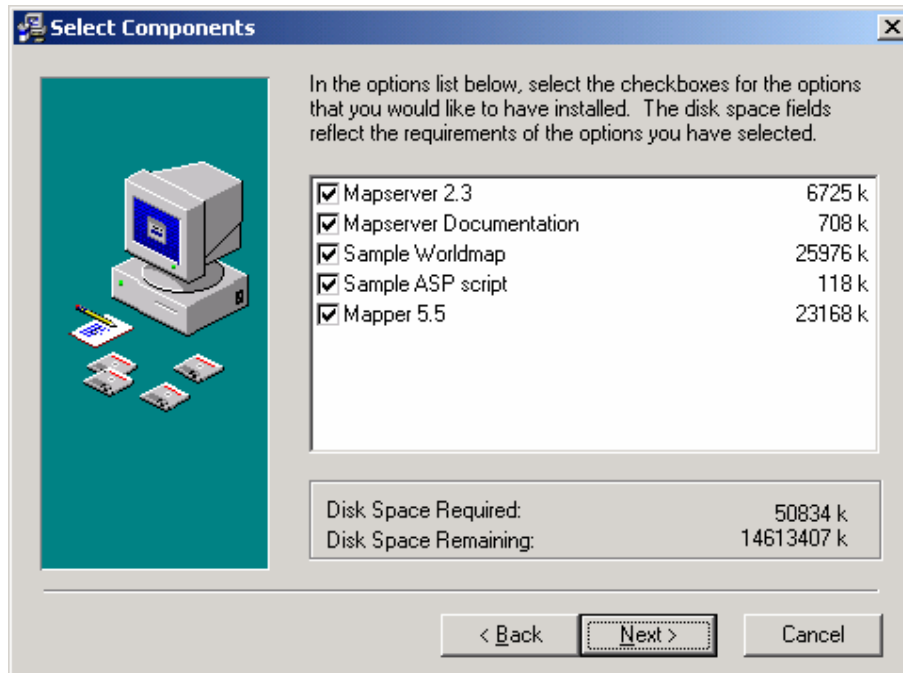 Select Components
In the options list below, select the checkboxes for the options
that you would like to have installed. The disk space fields
reflect the requirements of the options you have selected.
Mapserver 2.3 6725 k
Mapserver Documentation 708 k
Sample Worldmap 25976 k
Sample ASP script 118 k
Mapper 5.5 23168 k
Disk Space Required: 50834 k
Disk Space Remaining: 14613407 k
< Back Next > Cancel